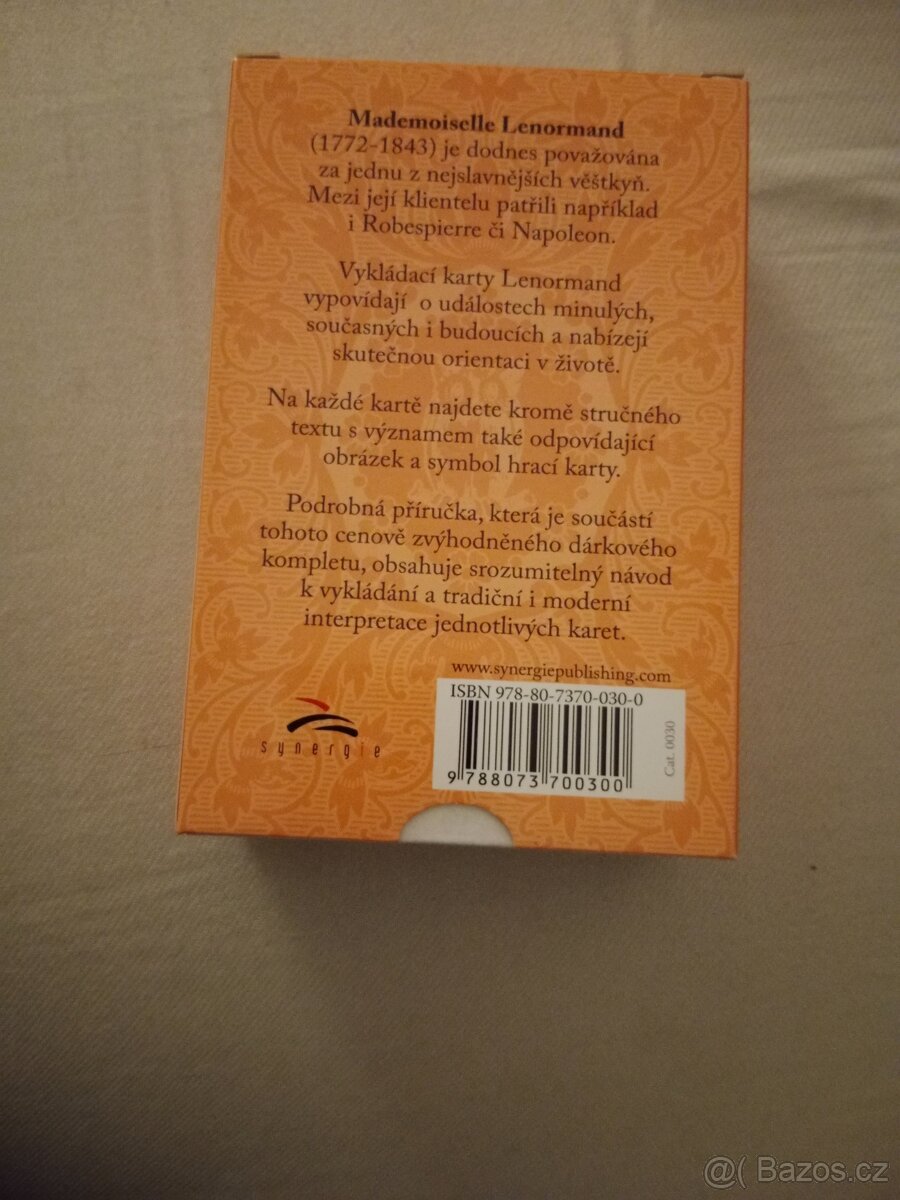 Mademoiselle Lenormand
(1772-1843) je dodnes považována
za jednu z nejslavnějších věštkyň.
Mezi její klientelu patřili například
i Robespierre či Napoleon.
Vykládací karty Lenormand
vypovídají o událostech minulých,
současných i budoucích a nabízejí
skutečnou orientaci v životě.
Na každé kartě najdete kromě stručného
textu s významem také odpovídající
obrázek a symbol hrací karty.
Podrobná příručka, která je součástí
tohoto cenově zvýhodněného dárkového
kompletu, obsahuje srozumitelný návod
k vykládání a tradiční i moderní
interpretace jednotlivých karet.
www.synergiepublishing.com
ISBN 978-80-7370-030-0
9 788073 700300
Cat. 0030
synergie
@( Bazos.cz